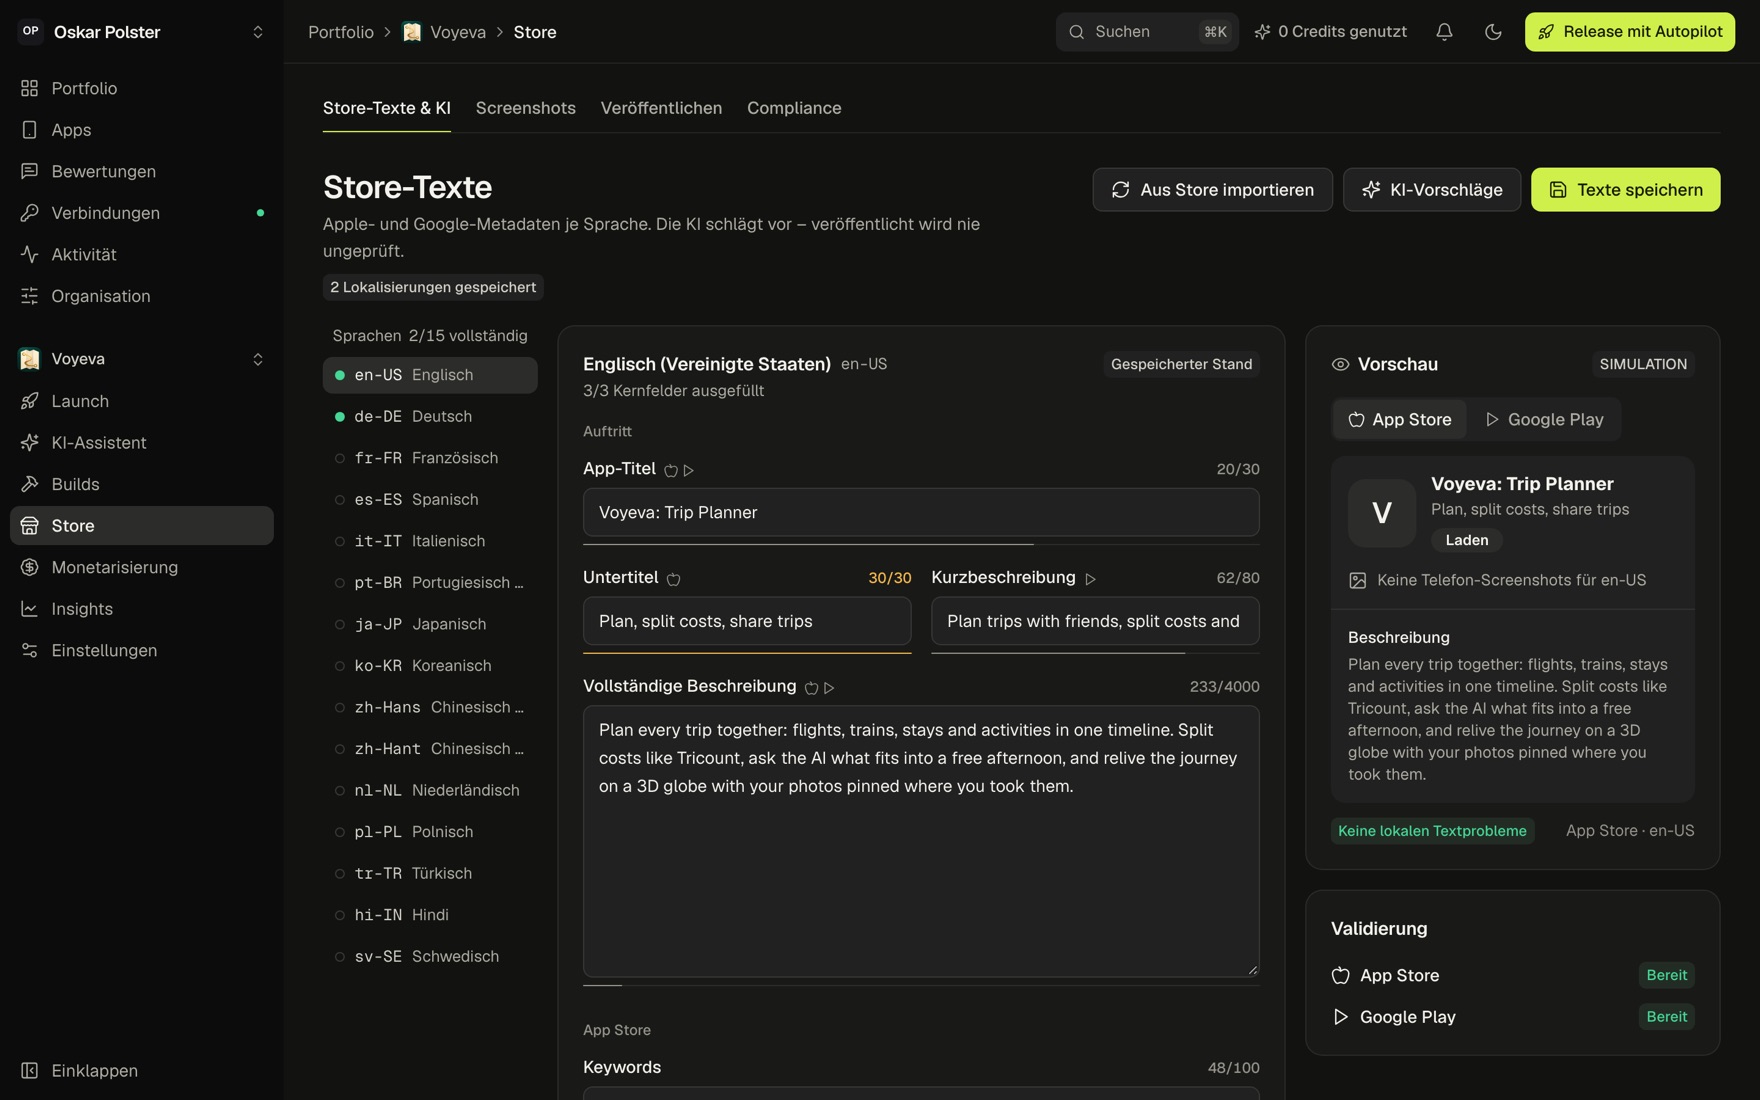 OP Oskar Polster
Portfolio
Apps
Bewertungen
Verbindungen
Aktivität
Organisation
Voyeva
Launch
KI-Assistent
Builds
Store
Monetarisierung
Insights
Einstellungen
Einklappen
Portfolio > Voyeva > Store
Suchen ⌘K
0 Credits genutzt
Release mit Autopilot
Store-Texte & KI Screenshots Veröffentlichen Compliance
Store-Texte
Apple- und Google-Metadaten je Sprache. Die KI schlägt vor – veröffentlicht wird nie
ungeprüft.
2 Lokalisierungen gespeichert
Aus Store importieren
KI-Vorschläge
Texte speichern
Sprachen 2/15 vollständig
en-US Englisch
de-DE Deutsch
fr-FR Französisch
es-ES Spanisch
it-IT Italienisch
pt-BR Portugiesisch …
ja-JP Japanisch
ko-KR Koreanisch
zh-Hans Chinesisch …
zh-Hant Chinesisch …
nl-NL Niederländisch
pl-PL Polnisch
tr-TR Türkisch
hi-IN Hindi
sv-SE Schwedisch
Englisch (Vereinigte Staaten) en-US
Gespeicherter Stand
3/3 Kernfelder ausgefüllt
Auftritt
App-Titel 20/30
Voyeva: Trip Planner
Untertitel 30/30
Plan, split costs, share trips
Kurzbeschreibung 62/80
Plan trips with friends, split costs and
Vollständige Beschreibung 233/4000
Plan every trip together: flights, trains, stays and activities in one timeline. Split
costs like Tricount, ask the AI what fits into a free afternoon, and relive the journey
on a 3D globe with your photos pinned where you took them.
App Store
Keywords 48/100
Vorschau SIMULATION
App Store Google Play
V
Voyeva: Trip Planner
Plan, split costs, share trips
Laden
Keine Telefon-Screenshots für en-US
Beschreibung
Plan every trip together: flights, trains, stays
and activities in one timeline. Split costs like
Tricount, ask the AI what fits into a free
afternoon, and relive the journey on a 3D
globe with your photos pinned where you
took them.
Keine lokalen Textprobleme
App Store · en-US
Validierung
App Store Bereit
Google Play Bereit